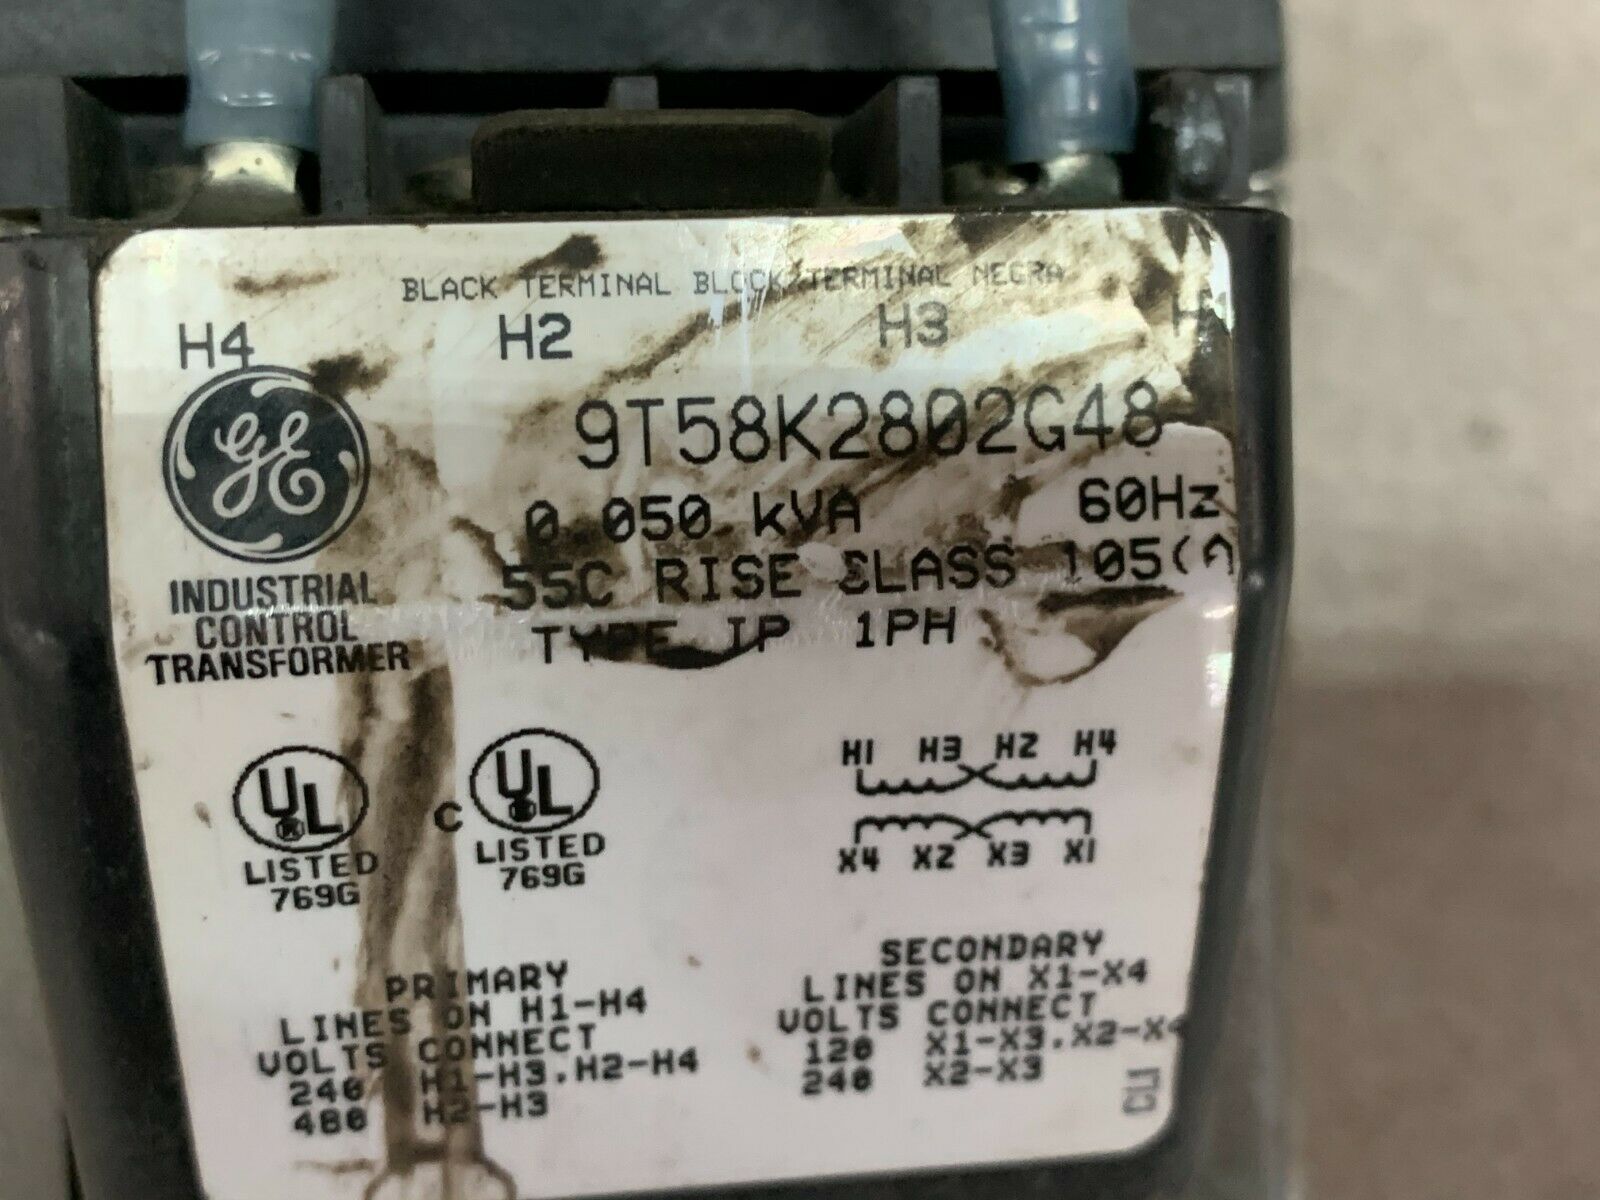 BLACK TERMINAL BLOCK/TERMINAL NEGRA
H4 H2 H3 H1
GE
9T58K2802G48
0.050 kVA 60Hz
55C RISE CLASS 105(A
TYPE IP 1PH
INDUSTRIAL
CONTROL
TRANSFORMER
H1 H3 H2 H4
X4 X2 X3 X1
UL
LISTED
769G
C UL
LISTED
769G
PRIMARY
LINES ON H1-H4
VOLTS CONNECT
240 H1-H3,H2-H4
480 H2-H3
SECONDARY
LINES ON X1-X4
VOLTS CONNECT
120 X1-X3,X2-X4
240 X2-X3